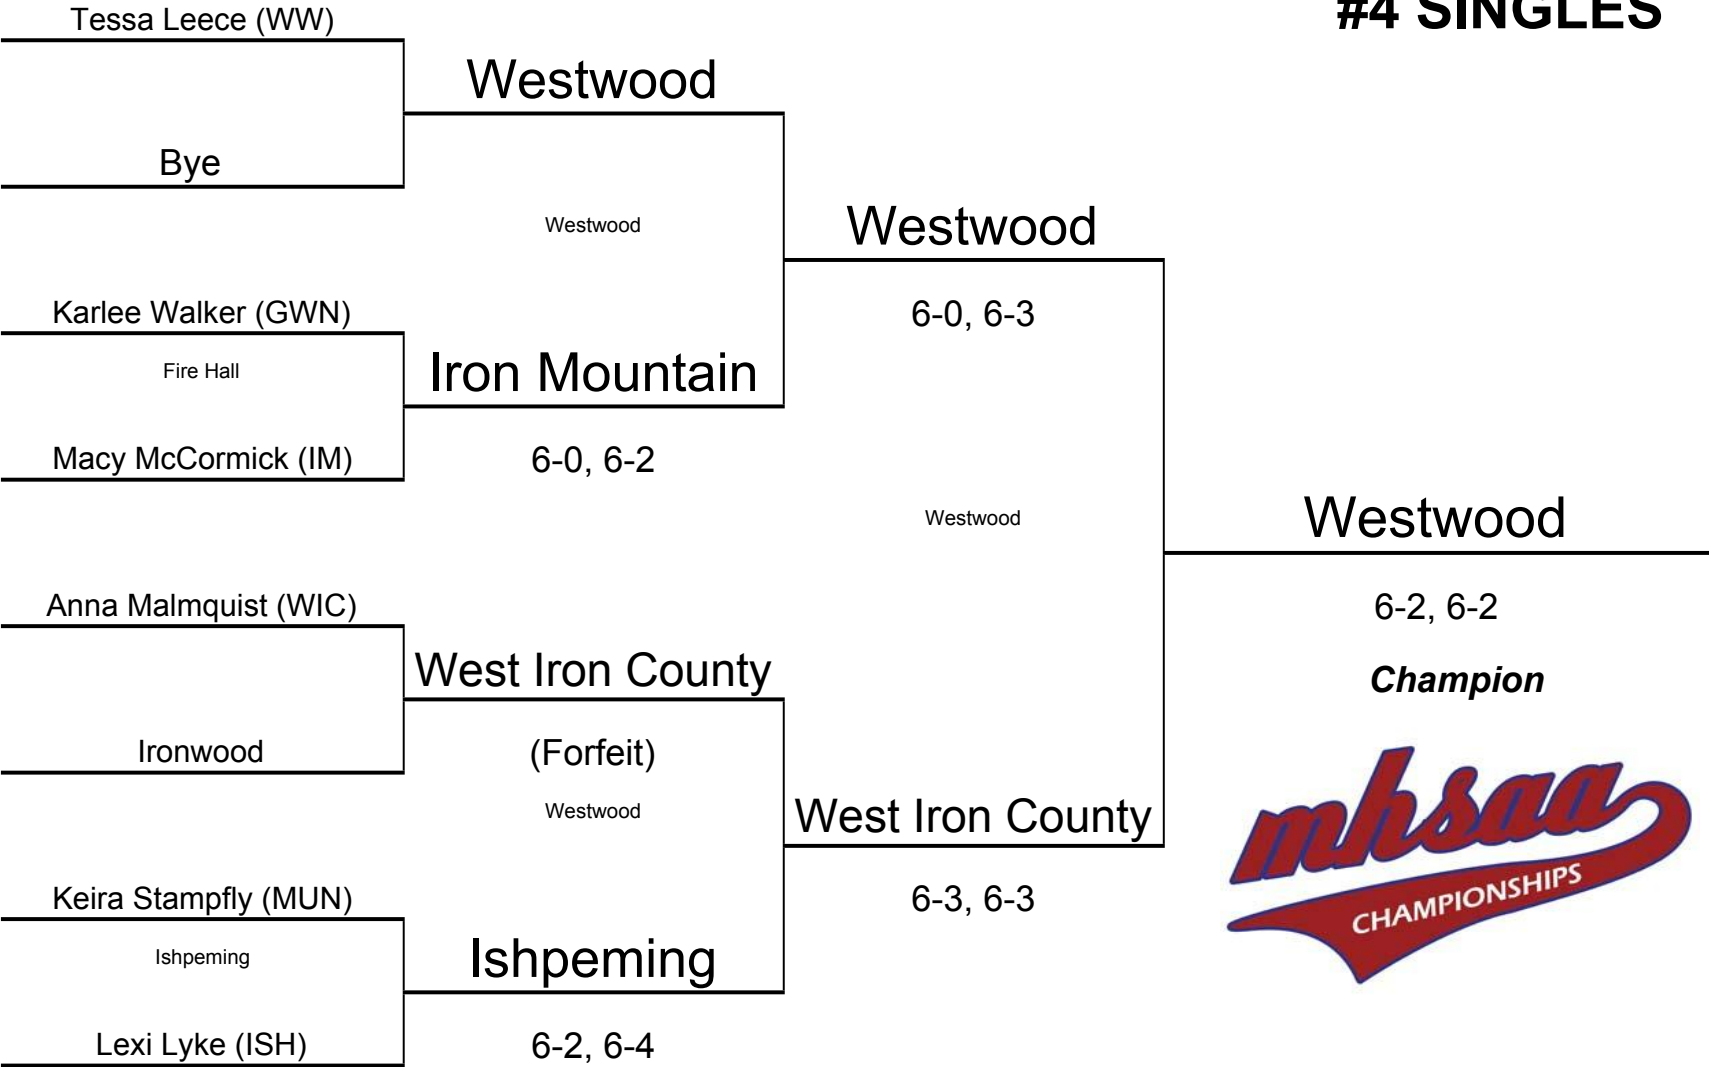 #4 SINGLES
Tessa Leece (WW)
Westwood
Bye
Westwood
Westwood
Karlee Walker (GWN)
6-0, 6-3
Fire Hall
Iron Mountain
Macy McCormick (IM)
6-0, 6-2
Westwood
Westwood
Anna Malmquist (WIC)
6-2, 6-2
West Iron County
Champion
Ironwood
(Forfeit)
Westwood
West Iron County
mhsaa
CHAMPIONSHIPS
Keira Stampfly (MUN)
6-3, 6-3
Ishpeming
Ishpeming
Lexi Lyke (ISH)
6-2, 6-4